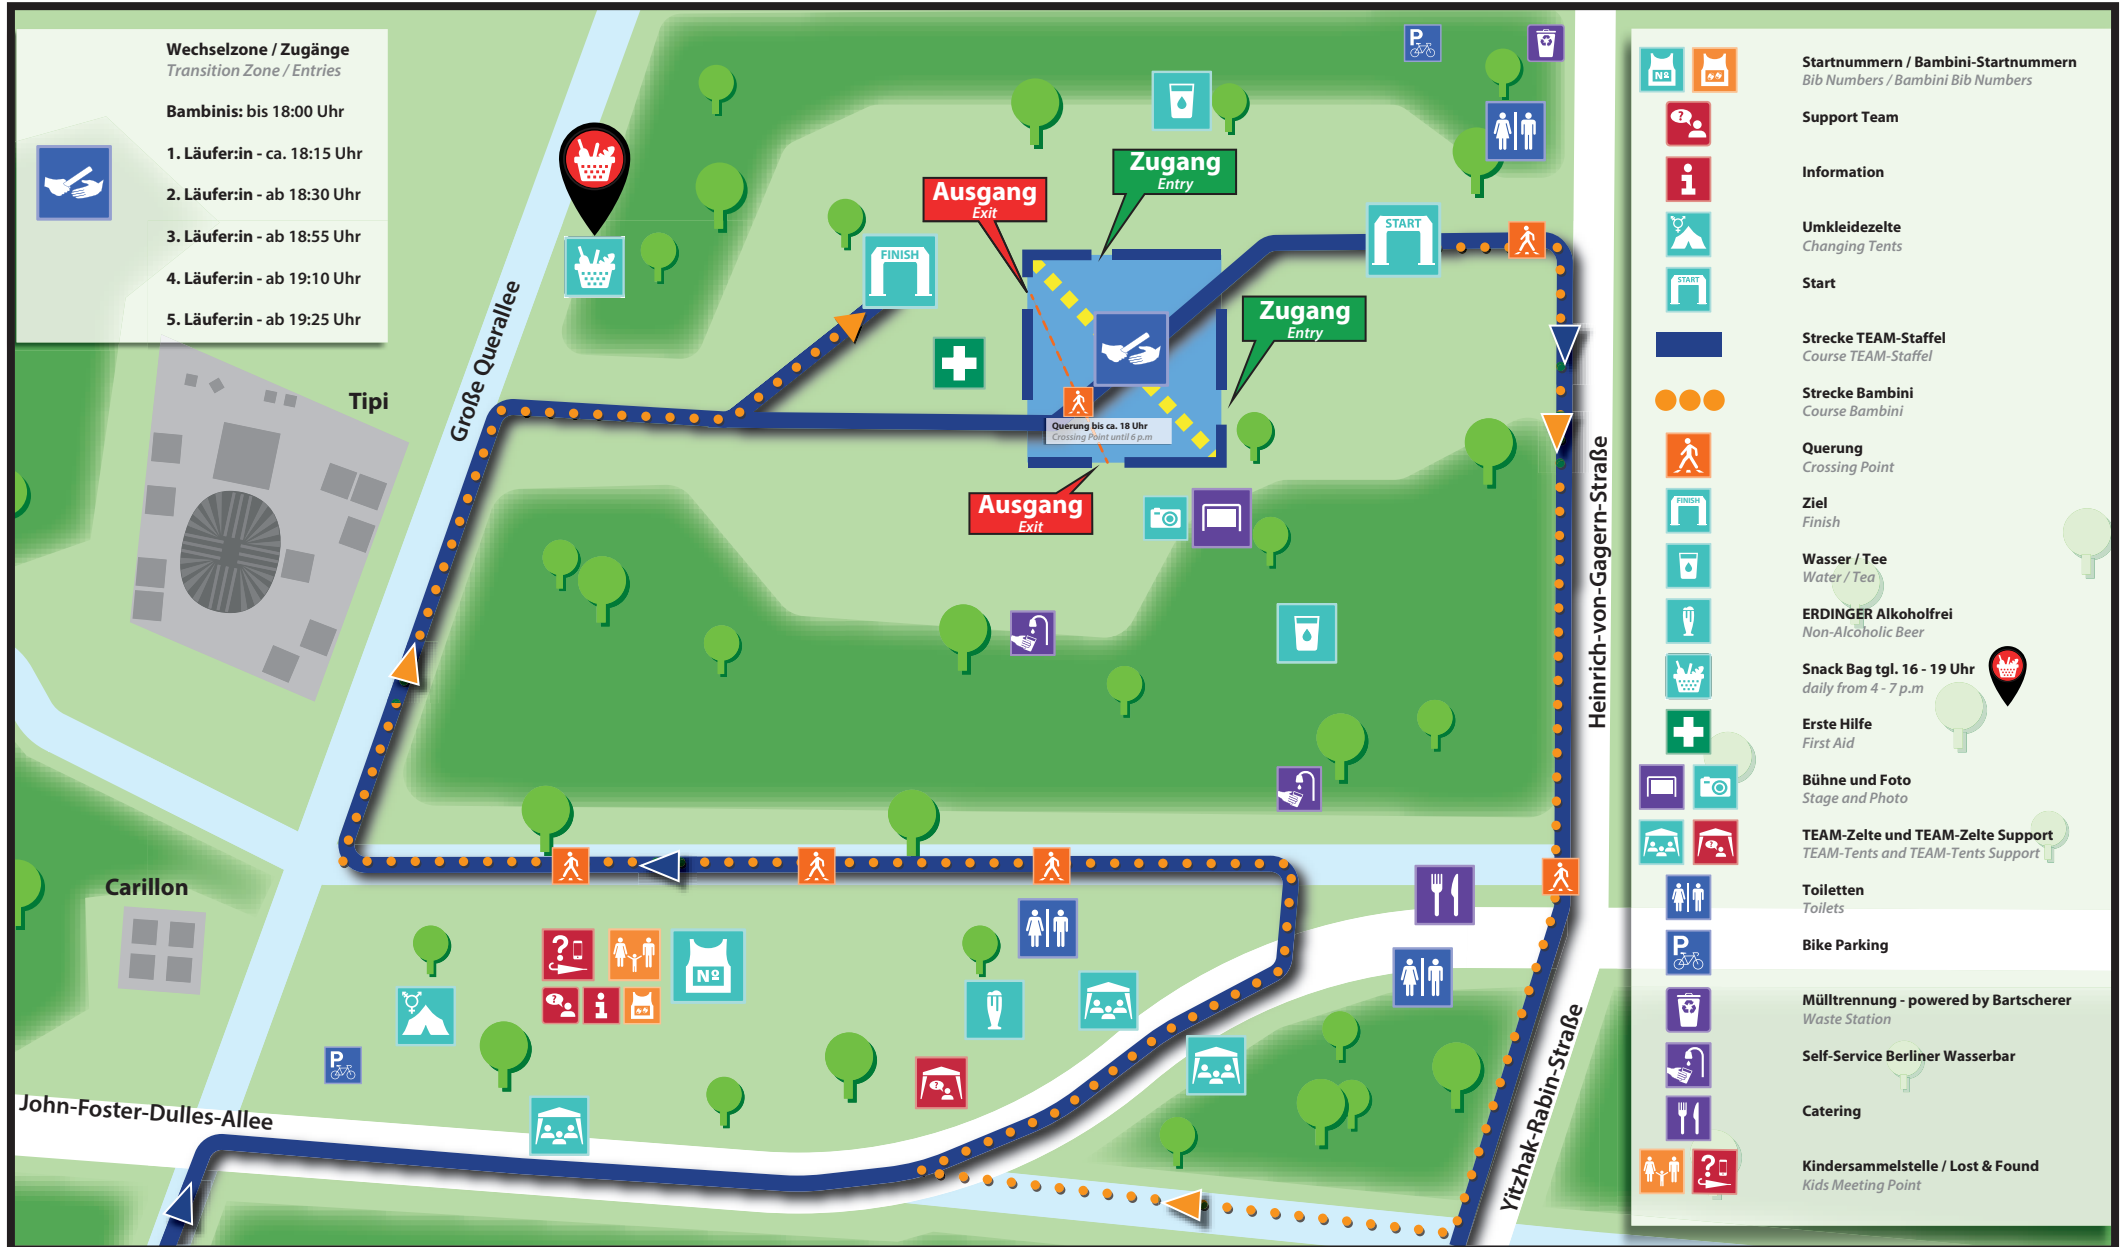 Wechselzone / Zugänge
Transition Zone / Entries
Bambinis: bis 18:00 Uhr
1. Läufer:in - ca. 18:15 Uhr
2. Läufer:in - ab 18:30 Uhr
3. Läufer:in - ab 18:55 Uhr
4. Läufer:in - ab 19:10 Uhr
5. Läufer:in - ab 19:25 Uhr
Tipi
Große Querallee
Carillon
John-Foster-Dulles-Allee
FINISH
Ausgang
Exit
Zugang
Entry
Zugang
Entry
START
Querung bis ca. 18 Uhr
Crossing Point until 6 p.m
Ausgang
Exit
P
Heinrich-von-Gagern-Straße
Yitzhak-Rabin-Straße
?
?
i
Nº
P
?
Nº
Startnummern / Bambini-Startnummern
Bib Numbers / Bambini Bib Numbers
?
Support Team
i
Information
Umkleidezelte
Changing Tents
START
Start
Strecke TEAM-Staffel
Course TEAM-Staffel
Strecke Bambini
Course Bambini
Querung
Crossing Point
FINISH
Ziel
Finish
Wasser / Tee
Water / Tea
ERDINGER Alkoholfrei
Non-Alcoholic Beer
Snack Bag tgl. 16 - 19 Uhr
daily from 4 - 7 p.m
Erste Hilfe
First Aid
Bühne und Foto
Stage and Photo
?
TEAM-Zelte und TEAM-Zelte Support
TEAM-Tents and TEAM-Tents Support
Toiletten
Toilets
P
Bike Parking
Mülltrennung - powered by Bartscherer
Waste Station
Self-Service Berliner Wasserbar
Catering
?
Kindersammelstelle / Lost & Found
Kids Meeting Point